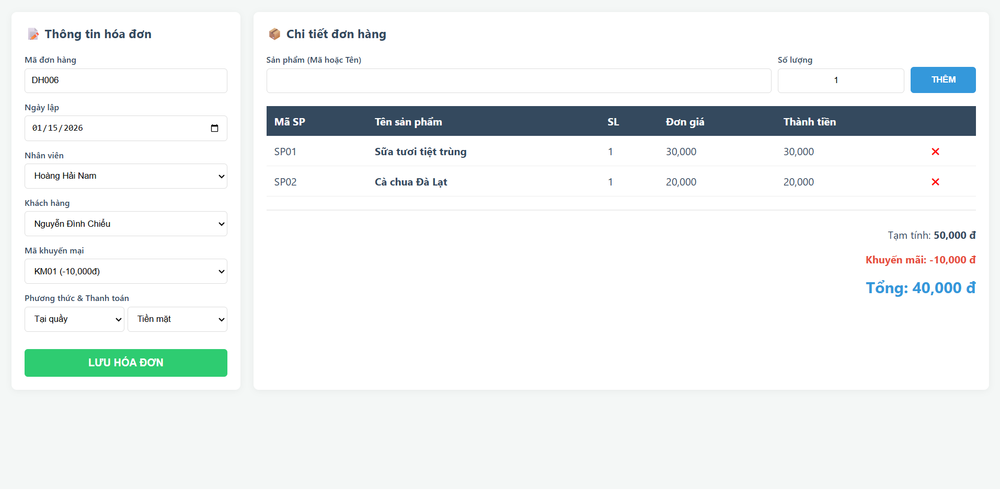 Thông tin hóa đơn
Mã đơn hàng
DH006
Ngày lập
01/15/2026
Nhân viên
Hoàng Hải Nam
Khách hàng
Nguyễn Đình Chiểu
Mã khuyến mại
KM01 (-10,000đ)
Phương thức & Thanh toán
Tại quầy Tiền mặt
LƯU HÓA ĐƠN
Chi tiết đơn hàng
Sản phẩm (Mã hoặc Tên) Số lượng
1 THÊM
Mã SP Tên sản phẩm SL Đơn giá Thành tiền
SP01 Sữa tươi tiệt trùng 1 30,000 30,000 ✕
SP02 Cà chua Đà Lạt 1 20,000 20,000 ✕
Tạm tính: 50,000 đ
Khuyến mãi: -10,000 đ
Tổng: 40,000 đ